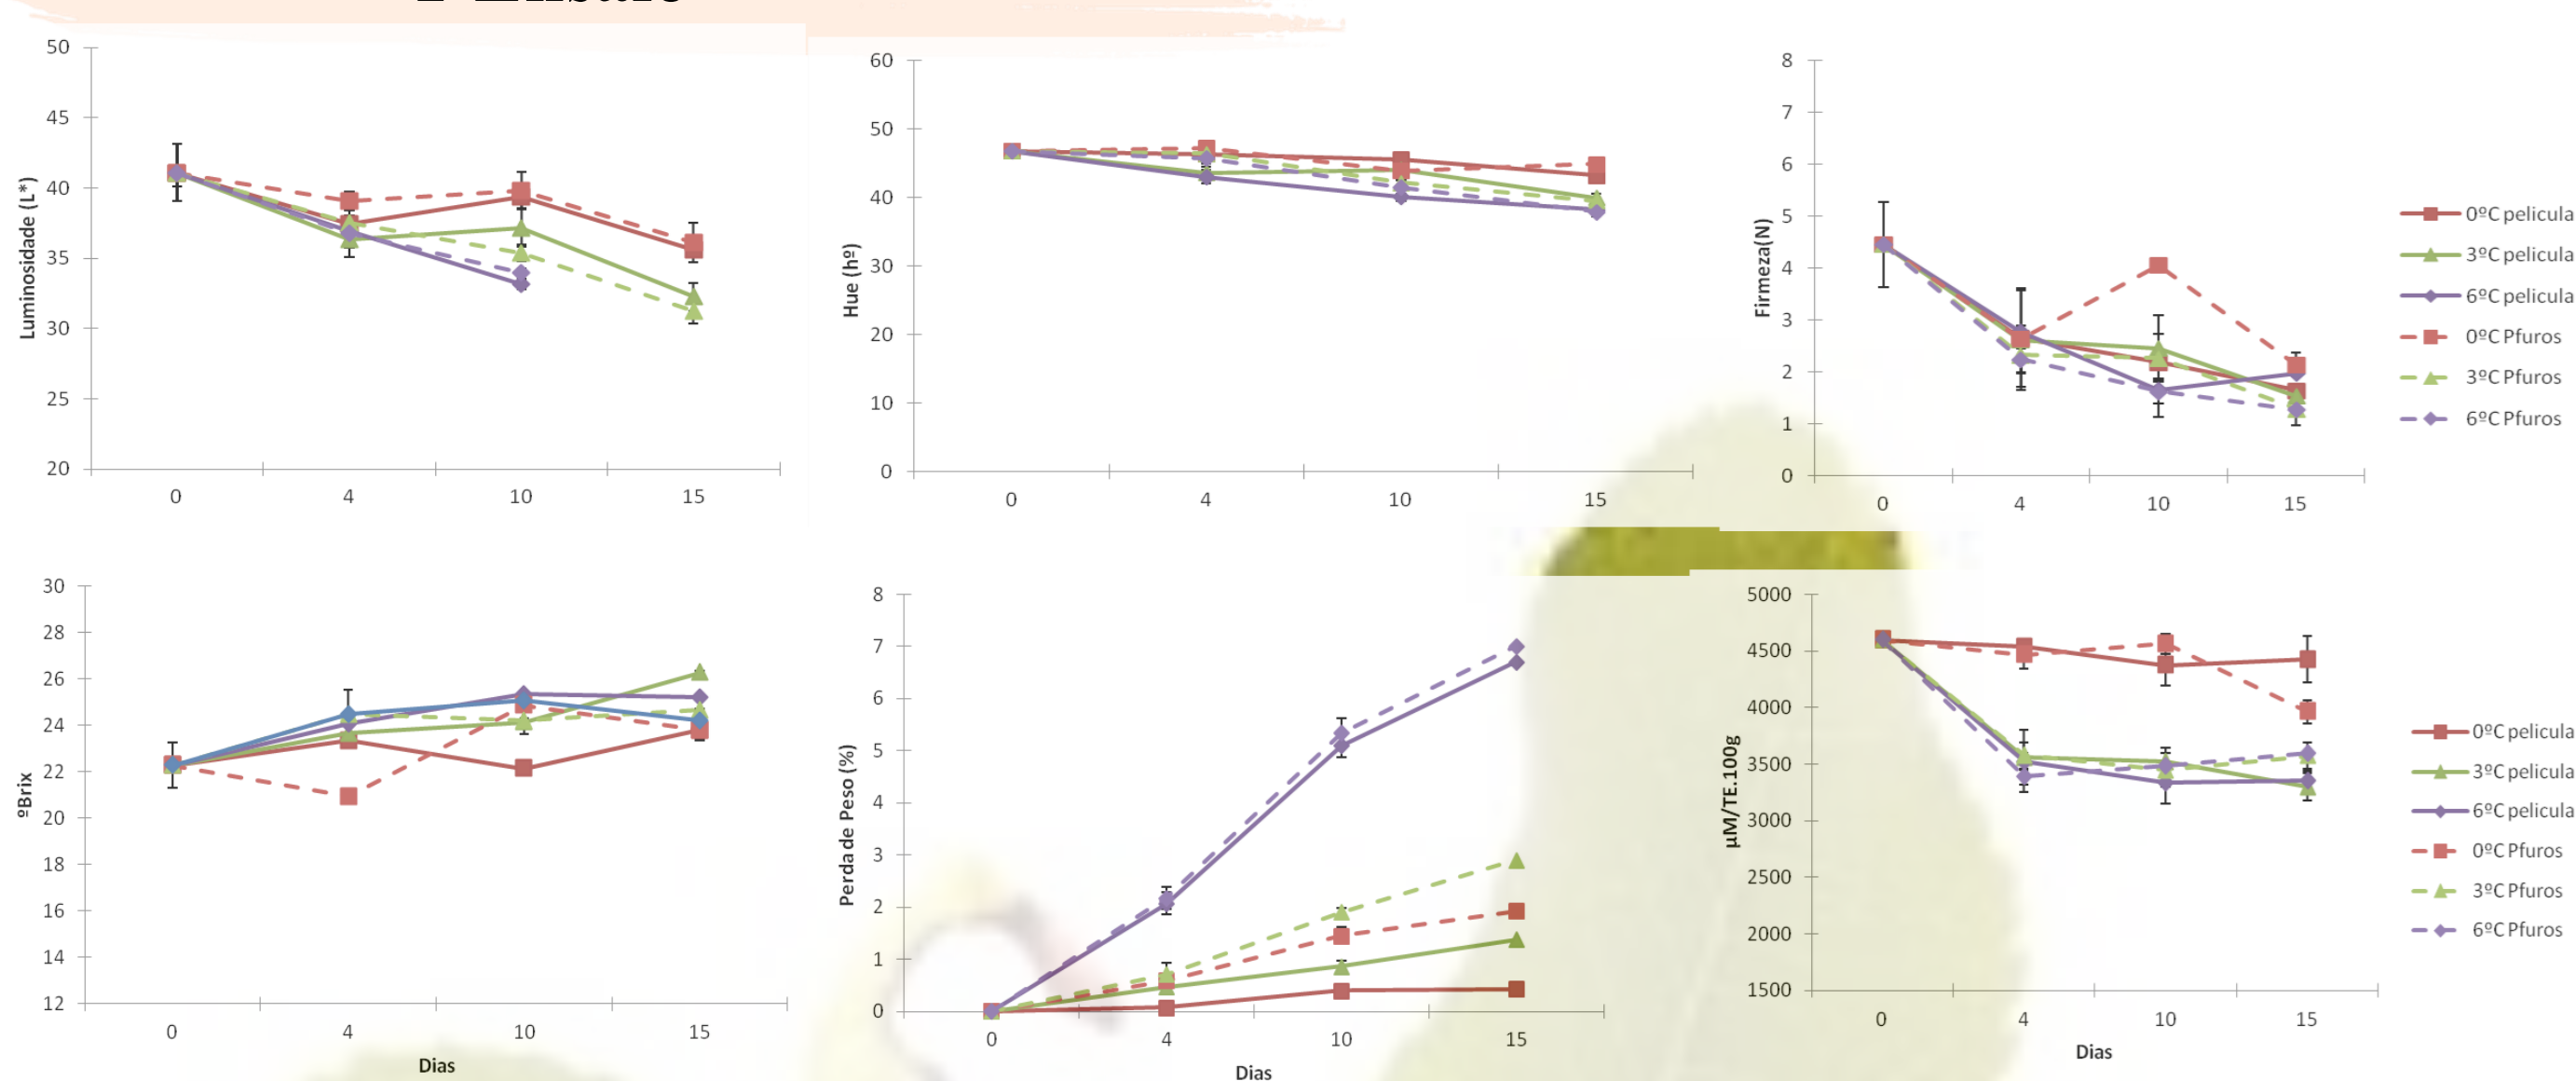 50
45
40
35
30
25
20
Luminosidade (L*)
0 4 10 15
60
50
40
30
20
10
0
Hue (hº)
0 4 10 15
8
7
6
5
4
3
2
1
0
Firmeza(N)
0 4 10 15
0ºC pelicula
3ºC pelicula
6ºC pelicula
0ºC Pfuros
3ºC Pfuros
6ºC Pfuros
30
28
26
24
22
20
18
16
14
12
ºBrix
0 4 10 15
Dias
8
7
6
5
4
3
2
1
0
Perda de Peso (%)
0 4 10 15
Dias
5000
4500
4000
3500
3000
2500
2000
1500
µM/TE.100g
0 4 10 15
Dias
0ºC pelicula
3ºC pelicula
6ºC pelicula
0ºC Pfuros
3ºC Pfuros
6ºC Pfuros